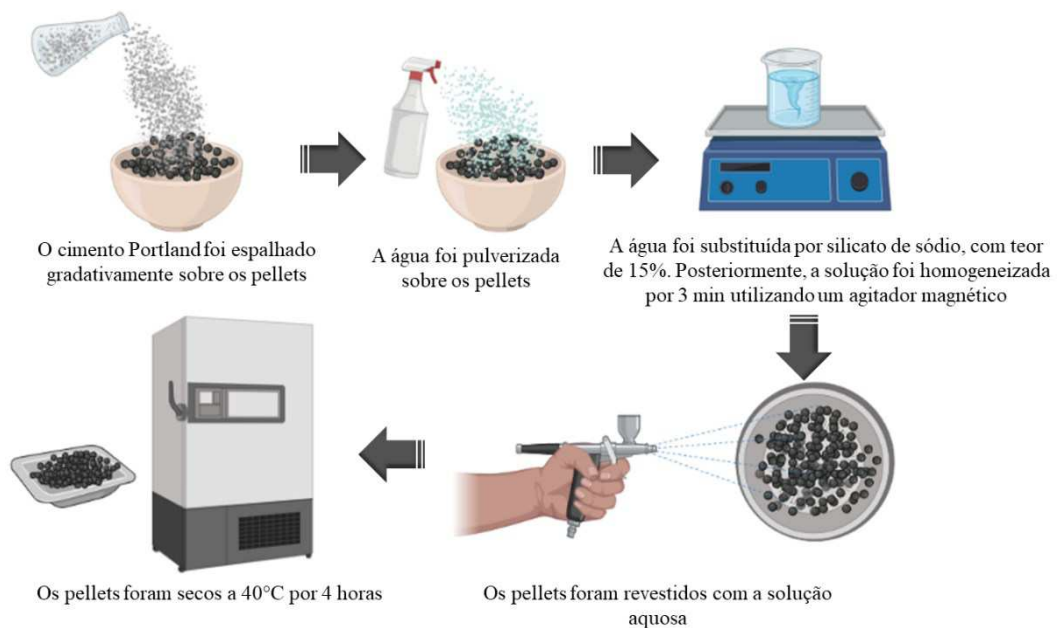 O cimento Portland foi espalhado
gradativamente sobre os pellets
A água foi pulverizada
sobre os pellets
A água foi substituída por silicato de sódio, com teor
de 15%. Posteriormente, a solução foi homogeneizada
por 3 min utilizando um agitador magnético
Os pellets foram secos a 40°C por 4 horas
Os pellets foram revestidos com a solução
aquosa